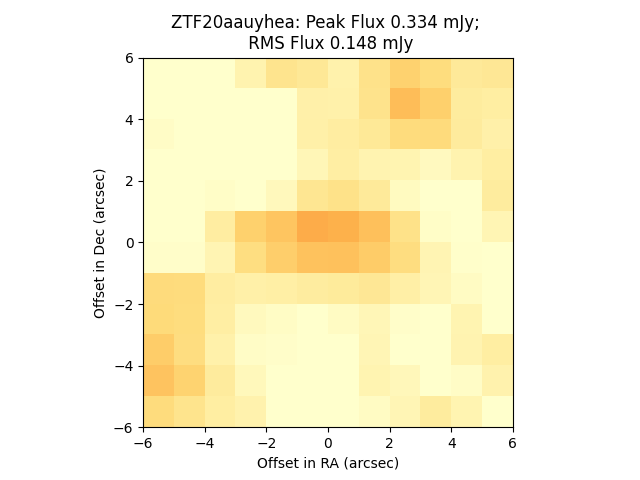 ZTF20aauyhea: Peak Flux 0.334 mJy;
RMS Flux 0.148 mJy
6
4
2
0
−2
−4
−6
Offset in Dec (arcsec)
−6 −4 −2 0 2 4 6
Offset in RA (arcsec)